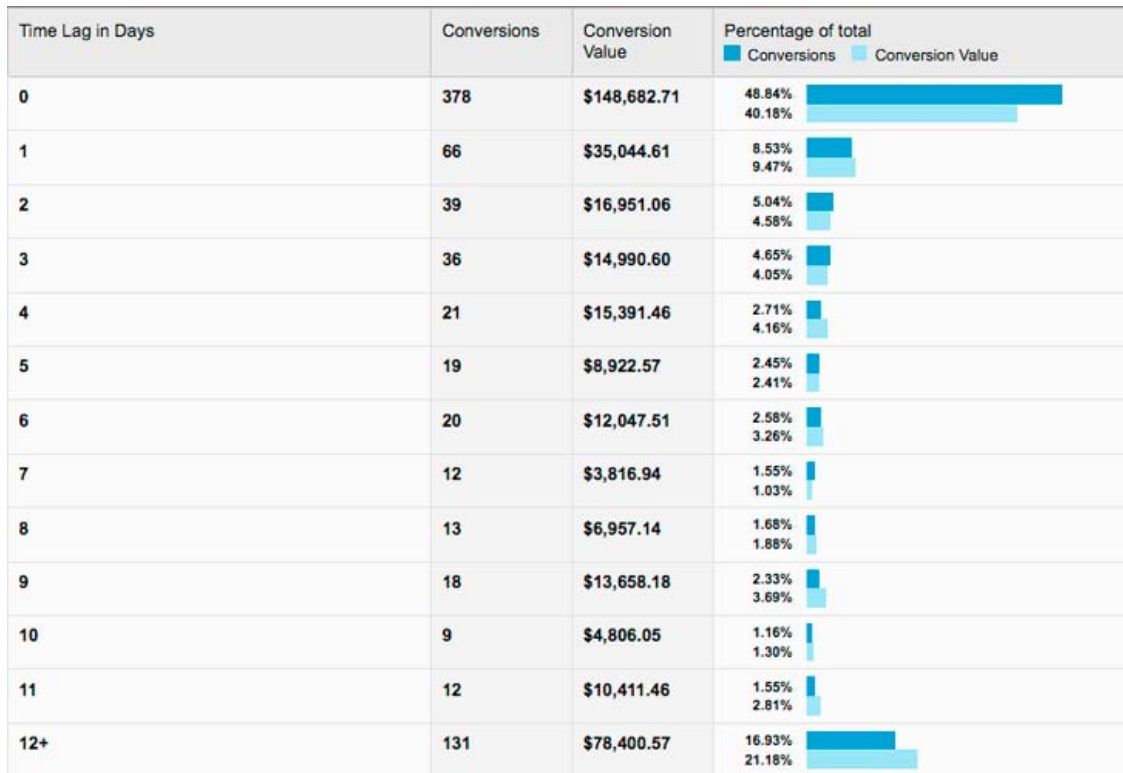 Time Lag in Days Conversions Conversion Value Percentage of total
Conversions Conversion Value
0 378 $148,682.71 48.84%
40.18%
1 66 $35,044.61 8.53%
9.47%
2 39 $16,951.06 5.04%
4.58%
3 36 $14,990.60 4.65%
4.05%
4 21 $15,391.46 2.71%
4.16%
5 19 $8,922.57 2.45%
2.41%
6 20 $12,047.51 2.58%
3.26%
7 12 $3,816.94 1.55%
1.03%
8 13 $6,957.14 1.68%
1.88%
9 18 $13,658.18 2.33%
3.69%
10 9 $4,806.05 1.16%
1.30%
11 12 $10,411.46 1.55%
2.81%
12+ 131 $78,400.57 16.93%
21.18%